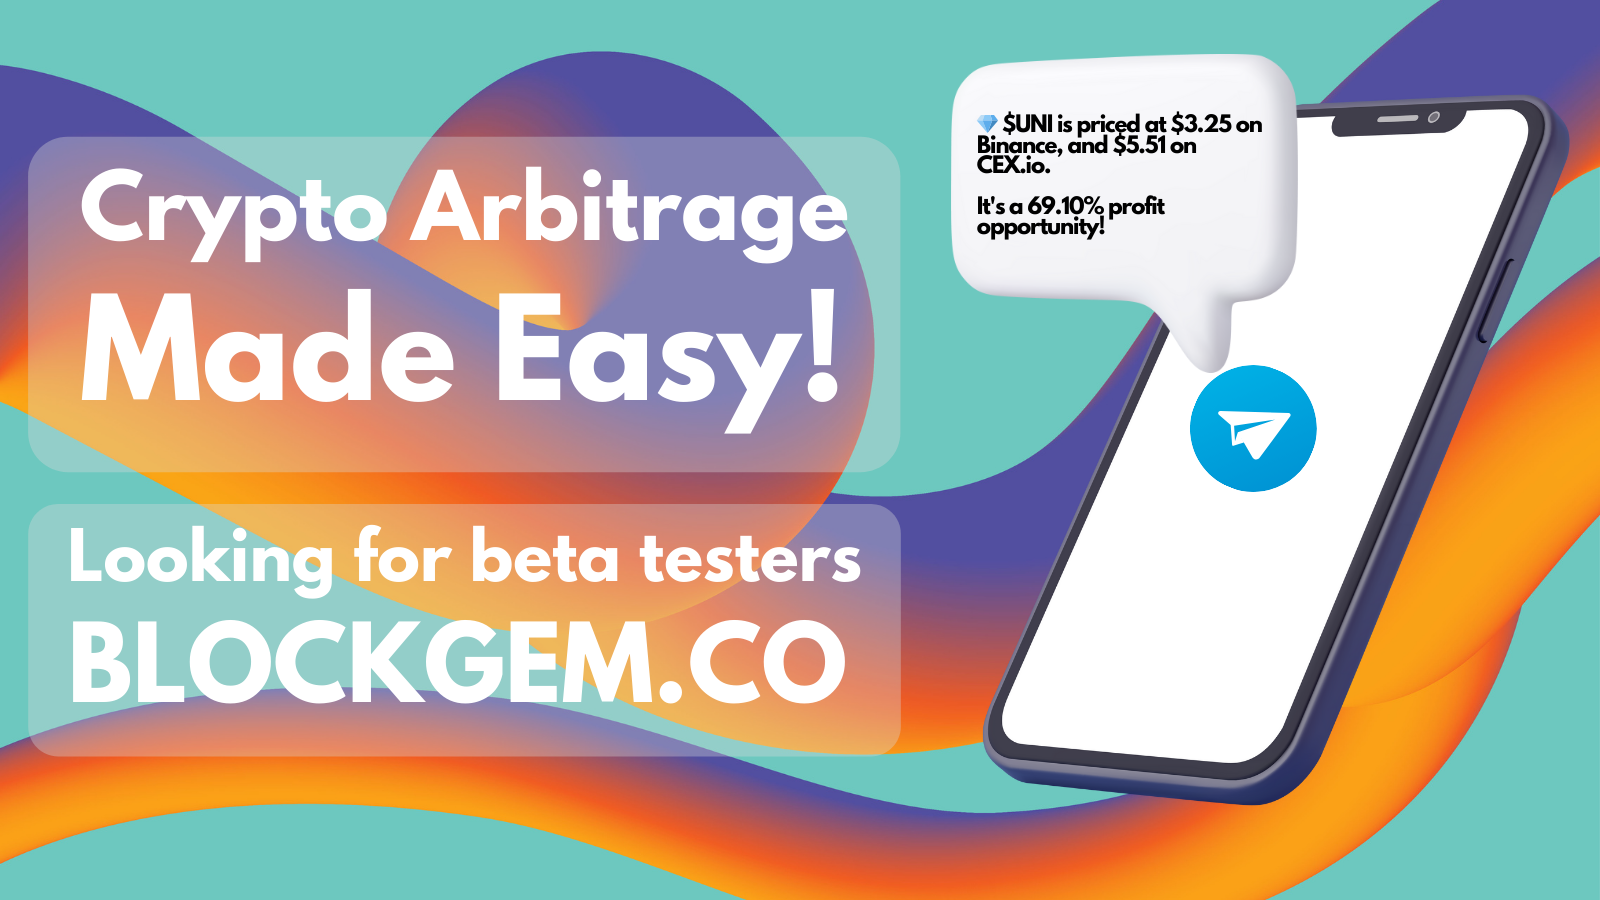 Crypto Arbitrage
Made Easy!
Looking for beta testers
BLOCKGEM.CO
💎 $UNI is priced at $3.25 on
Binance, and $5.51 on
CEX.io.
It's a 69.10% profit
opportunity!